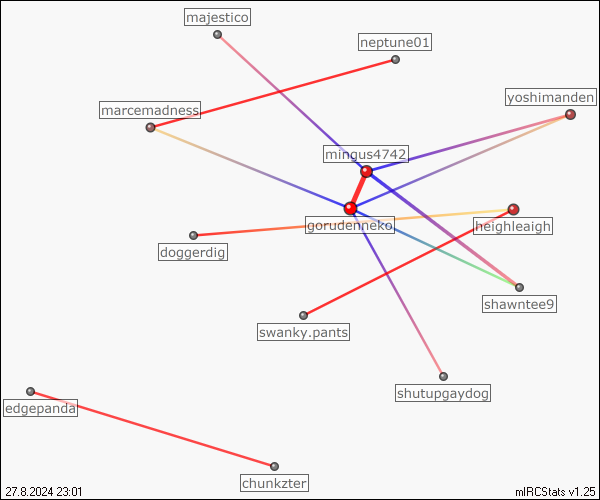 majestico
neptune01
yoshimanden
marcemadness
mingus4742
gorudenneko
heighleaigh
doggerdig
shawntee9
swanky.pants
shutupgaydog
edgepanda
chunkzter
27.8.2024 23:01
mIRCStats v1.25